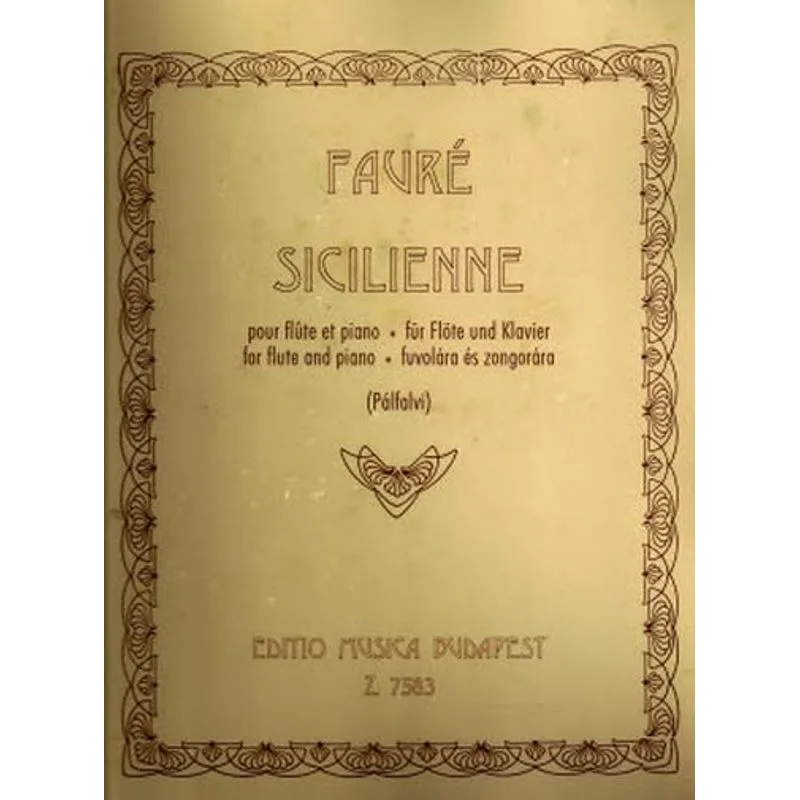 FAURÉ
SICILIENNE
pour flûte et piano • für Flöte und Klavier
for flute and piano • fuvolára és zongorára
(Pálfalvi)
EDITIO MUSICA BUDAPEST
Z. 7583